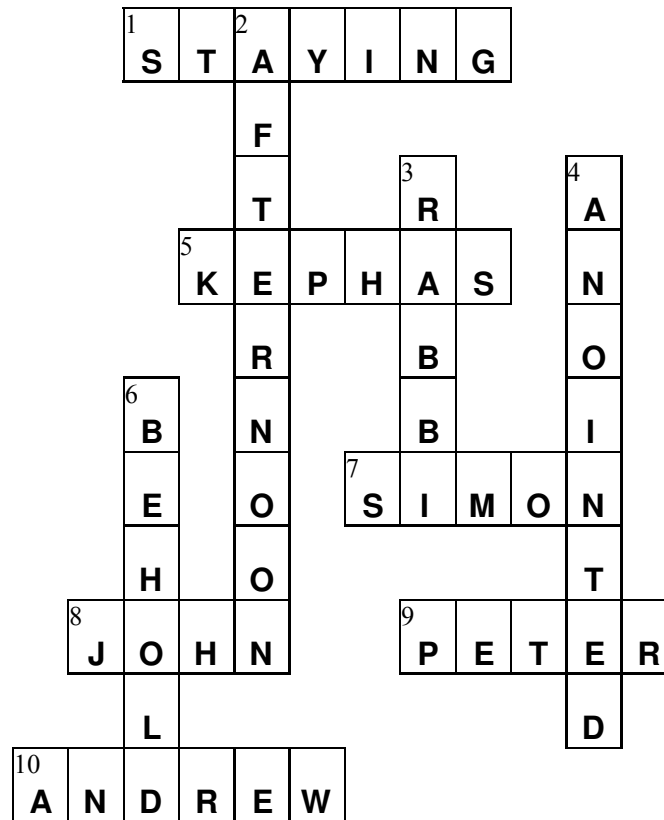 1 2
S T A Y I N G
F
3 4
T R A
5
K E P H A S N
R B O
6
B N B I
7
E O S I M O N
H O T
8 9
J O H N P E T E R
L D
10
A N D R E W